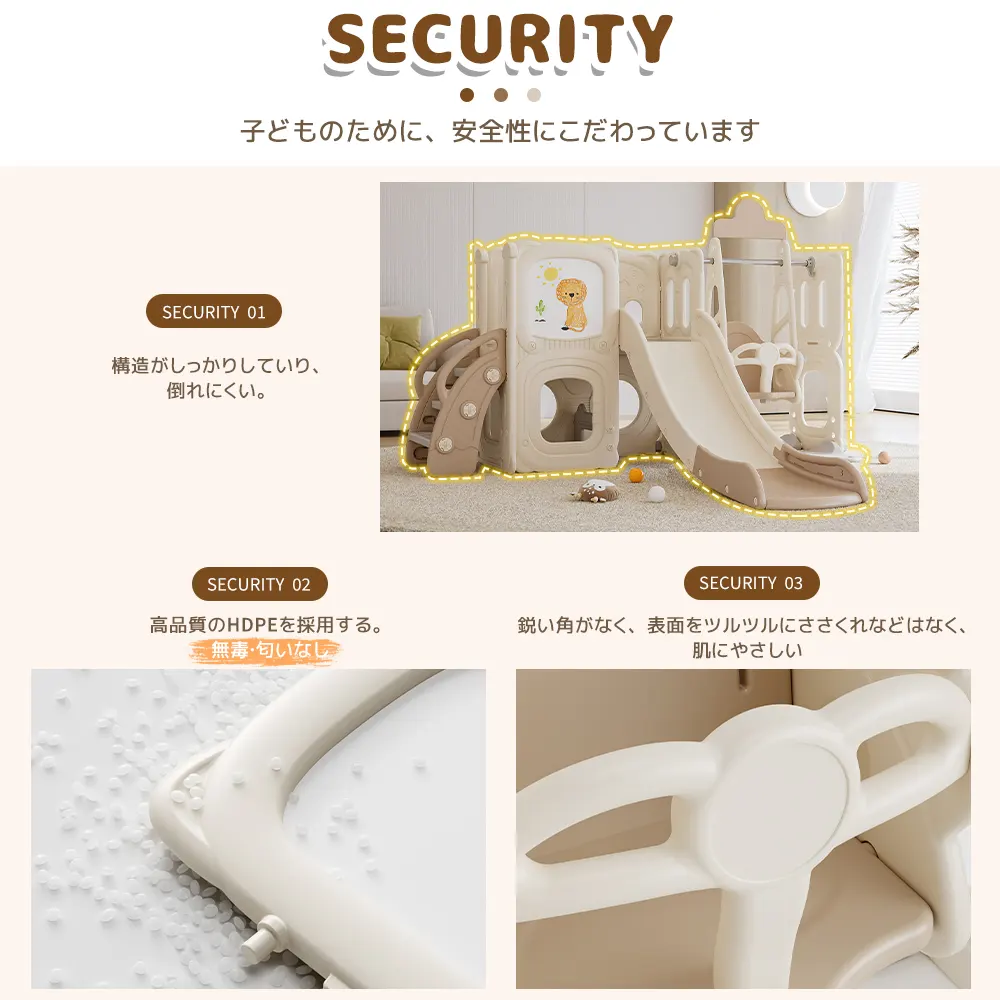 SECURITY
子どものために、安全性にこだわっています
SECURITY 01
構造がしっかりしていり、
倒れにくい。
SECURITY 02
高品質のHDPEを採用する。
無毒·匂いなし
SECURITY 03
鋭い角がなく、表面をツルツルにささくれなどはなく、
肌にやさしい